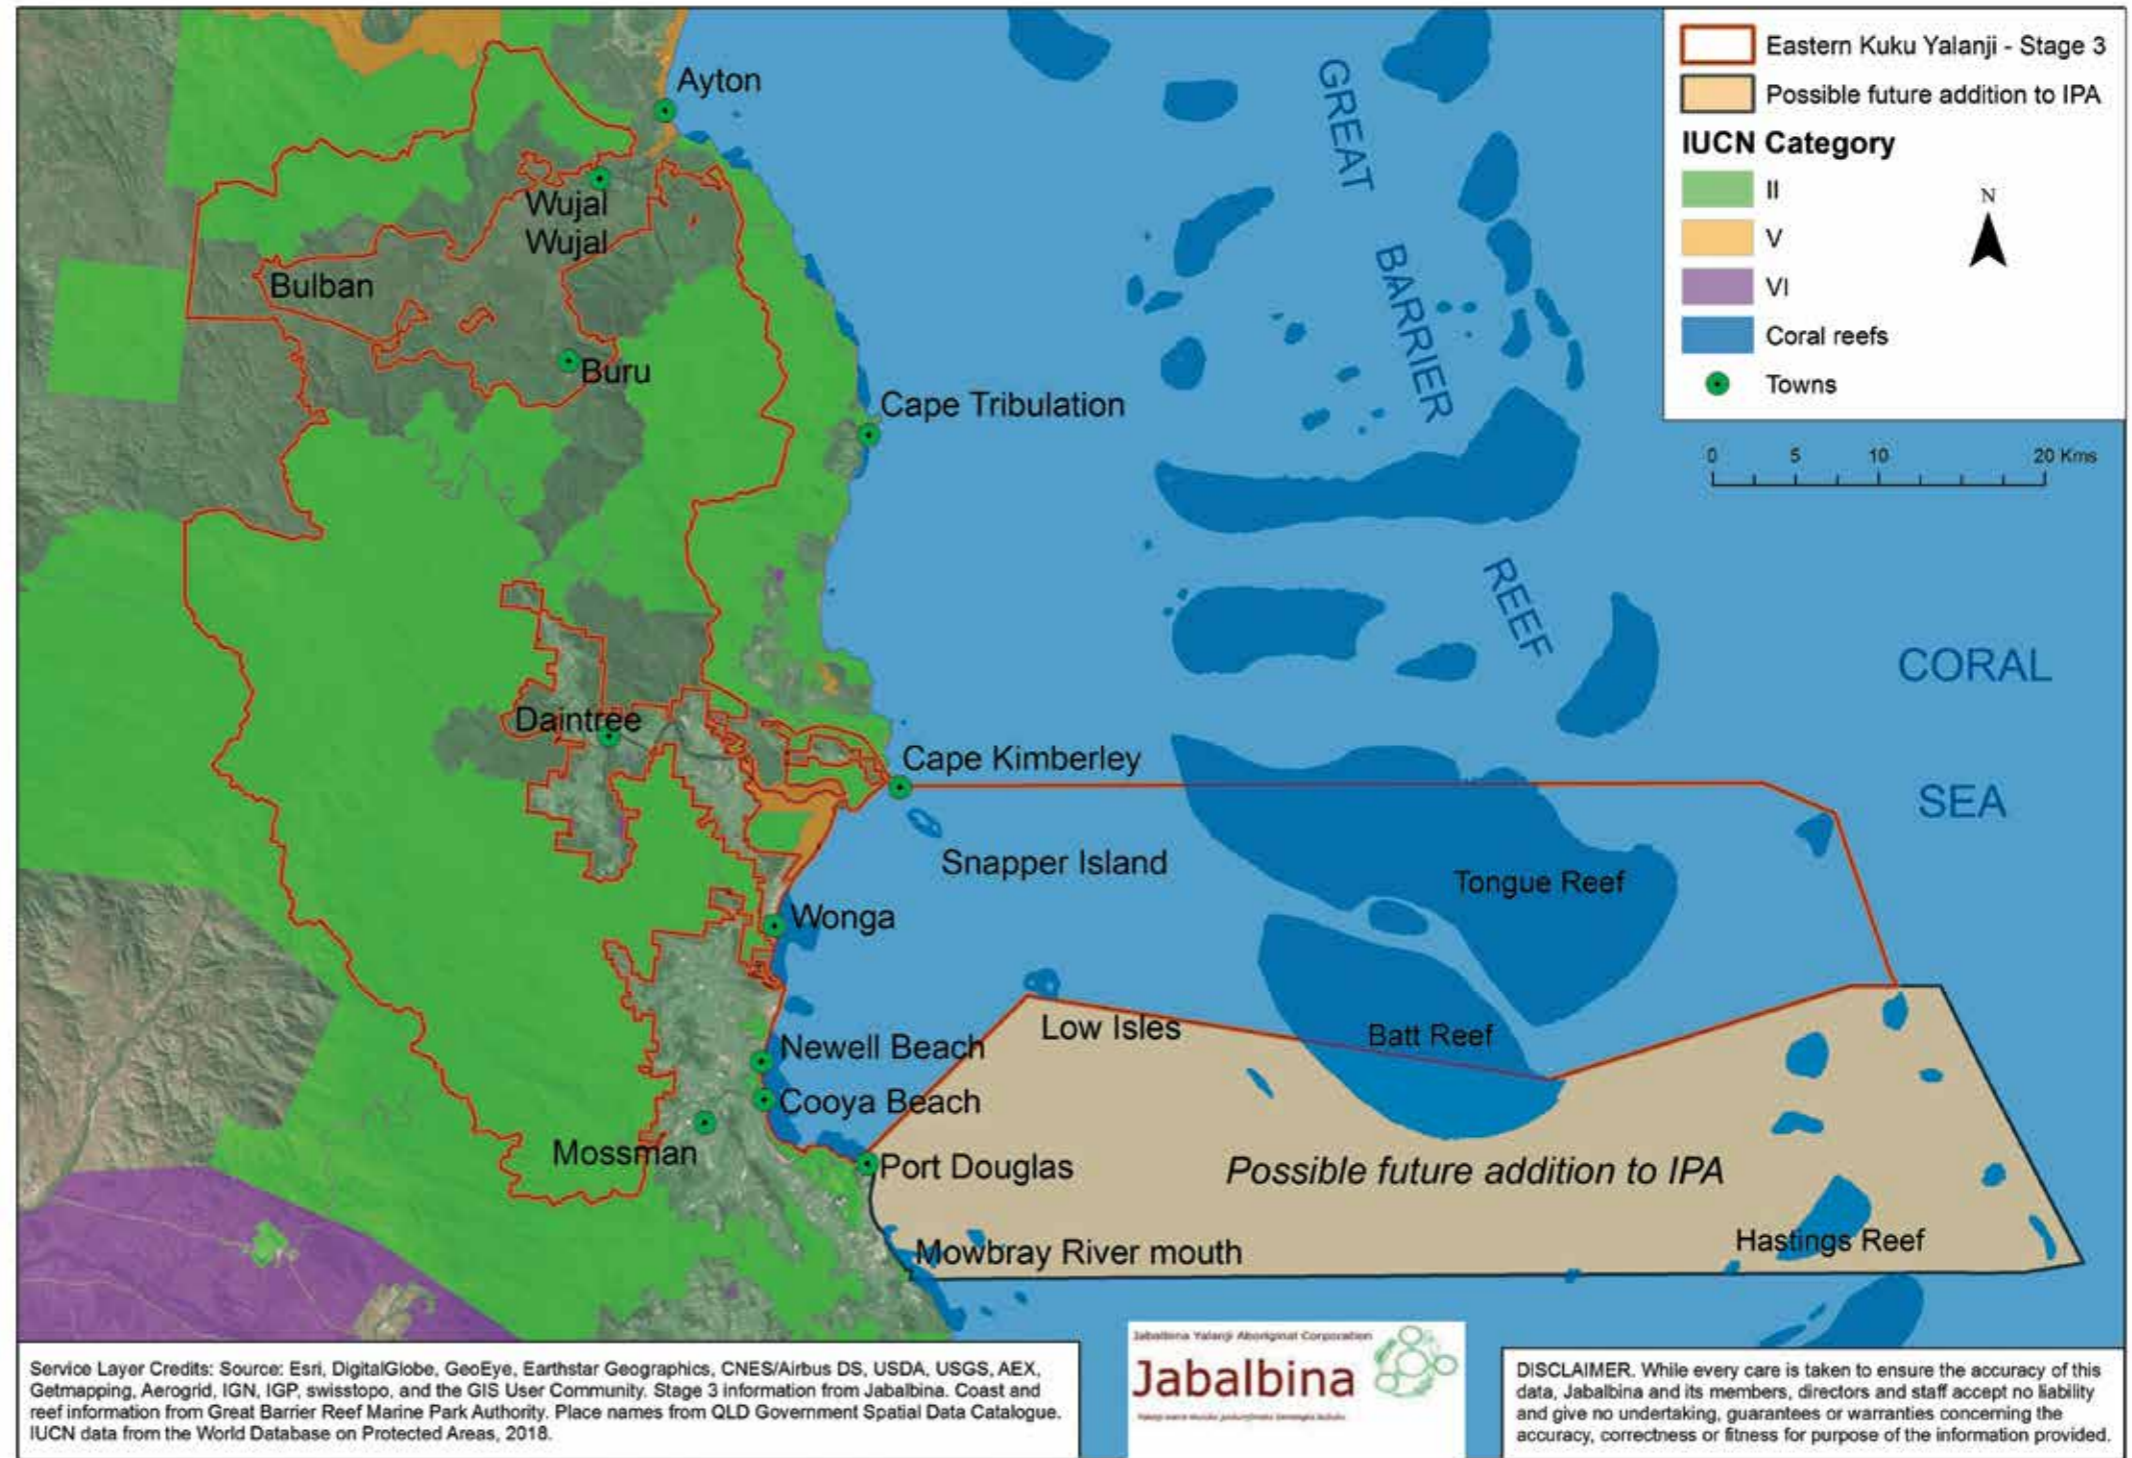 Ayton
Wujal
Wujal
Bulban
Buru
Cape Tribulation
Daintree
Cape Kimberley
Snapper Island
Wonga
Newell Beach
Cooya Beach
Mossman
Port Douglas
Mowbray River mouth
Low Isles
Batt Reef
Tongue Reef
Hastings Reef
Possible future addition to IPA
GREAT
BARRIER
REEF
CORAL
SEA
Eastern Kuku Yalanji - Stage 3
Possible future addition to IPA
IUCN Category
II
V
VI
Coral reefs
Towns
N
0 5 10 20 Kms
Service Layer Credits: Source: Esri, DigitalGlobe, GeoEye, Earthstar Geographics, CNES/Airbus DS, USDA, USGS, AEX,
Getmapping, Aerogrid, IGN, IGP, swisstopo, and the GIS User Community. Stage 3 information from Jabalbina. Coast and
reef information from Great Barrier Reef Marine Park Authority. Place names from QLD Government Spatial Data Catalogue.
IUCN data from the World Database on Protected Areas, 2018.
Jabalbina Yalanji Aboriginal Corporation
Jabalbina
DISCLAIMER. While every care is taken to ensure the accuracy of this
data, Jabalbina and its members, directors and staff accept no liability
and give no undertaking, guarantees or warranties concerning the
accuracy, correctness or fitness for purpose of the information provided.